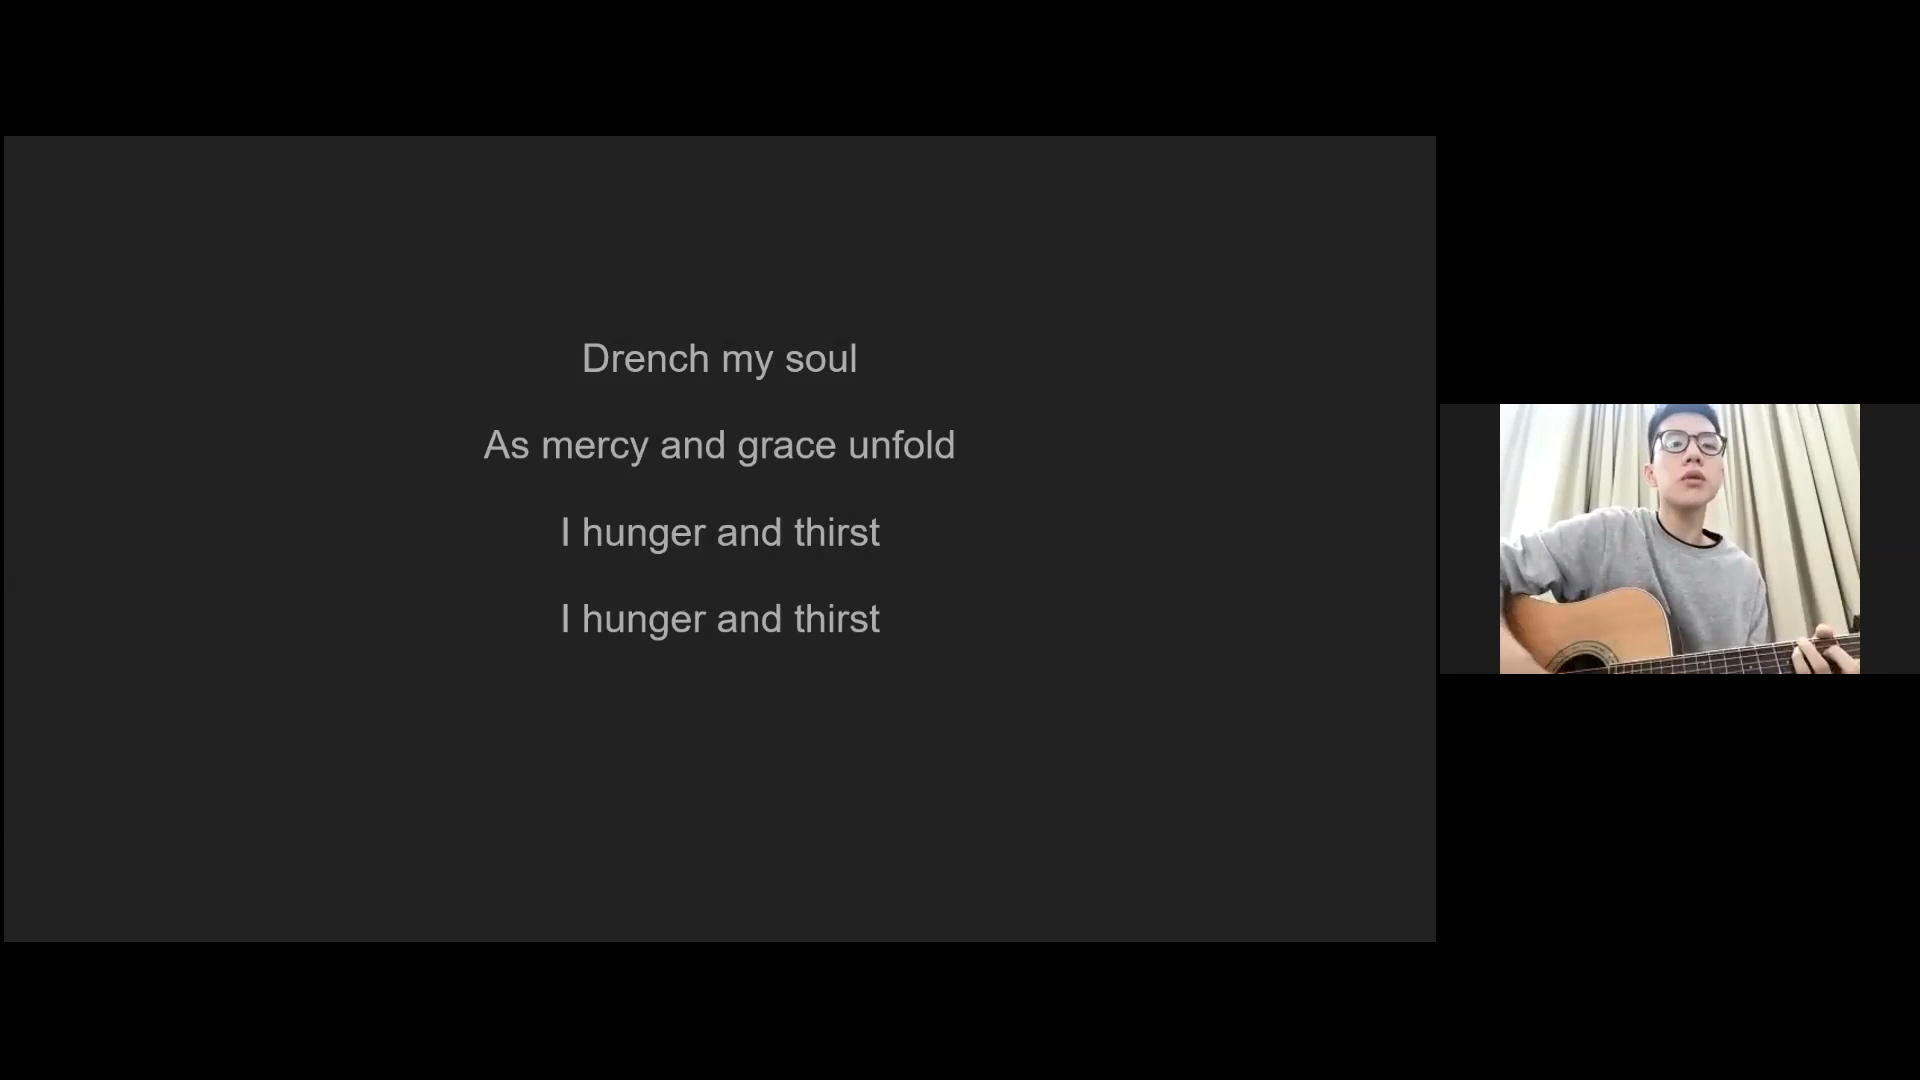 Drench my soul
As mercy and grace unfold
I hunger and thirst
I hunger and thirst